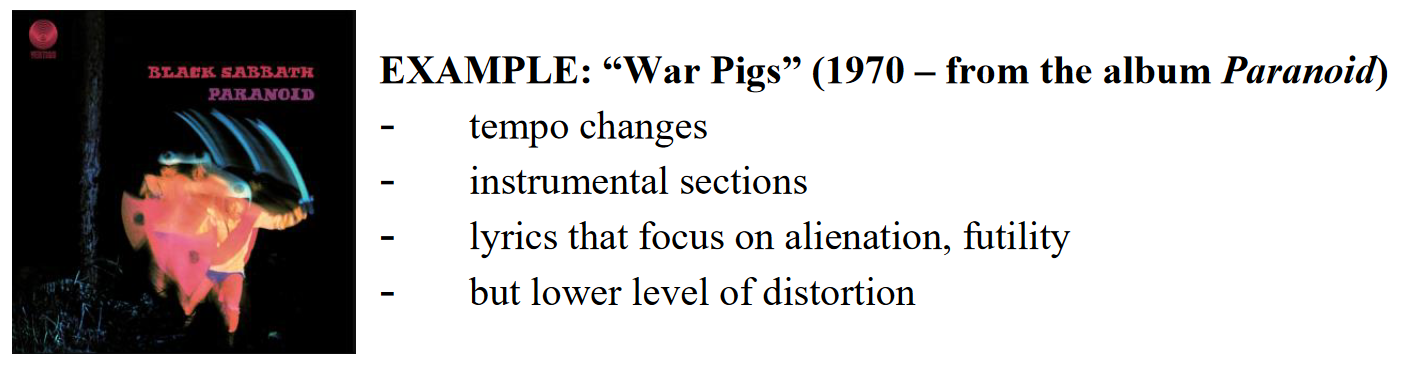 BLACK SABBATH
PARANOID
EXAMPLE: “War Pigs” (1970 – from the album Paranoid)
- tempo changes
- instrumental sections
- lyrics that focus on alienation, futility
- but lower level of distortion